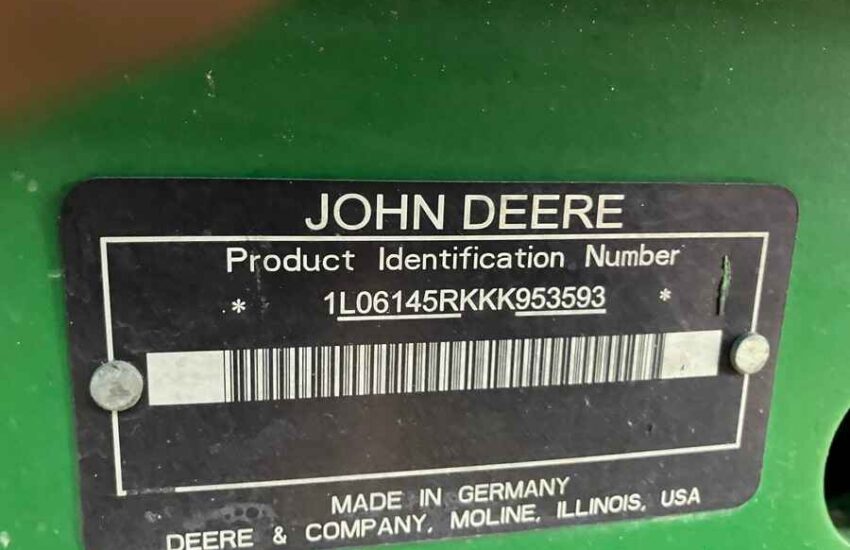 JOHN DEERE
Product Identification Number
* 1L06145RKKK953593 *
MADE IN GERMANY
DEERE & COMPANY, MOLINE, ILLINOIS, USA